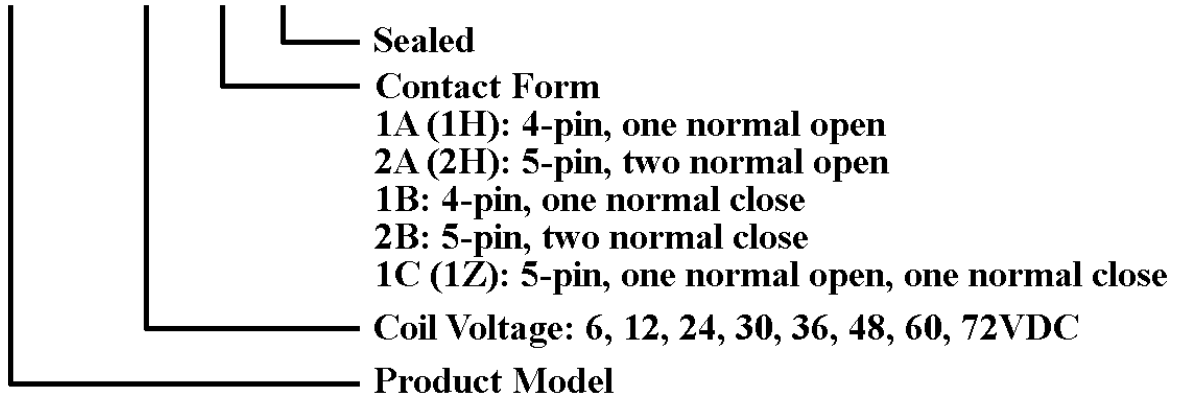 Sealed
Contact Form
1A (1H): 4-pin, one normal open
2A (2H): 5-pin, two normal open
1B: 4-pin, one normal close
2B: 5-pin, two normal close
1C (1Z): 5-pin, one normal open, one normal close
Coil Voltage: 6, 12, 24, 30, 36, 48, 60, 72VDC
Product Model